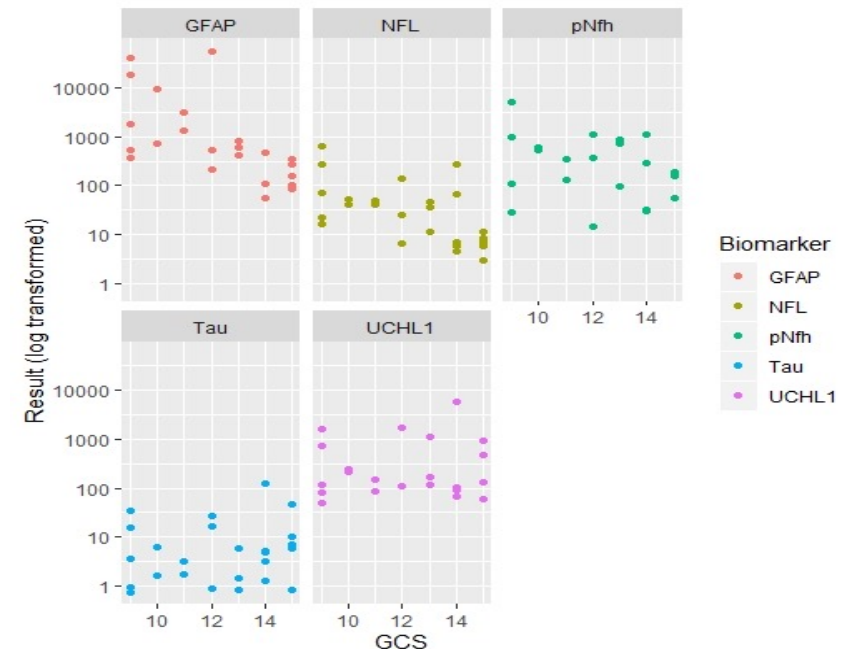 GFAP NFL pNfh
10000
1000
100
10
1
10 12 14
Tau UCHL1
10000
1000
100
10
1
10 12 14 10 12 14
GCS
Result (log transformed)
Biomarker
GFAP
NFL
pNfh
Tau
UCHL1